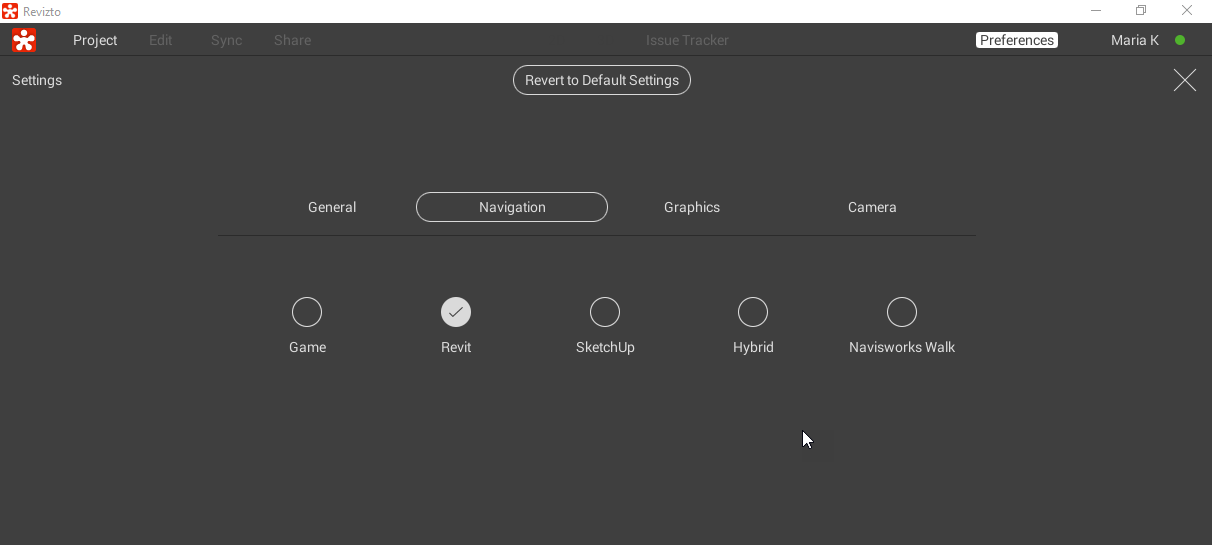 Revizto
Project Edit Sync Share Issue Tracker Preferences Maria K
Settings Revert to Default Settings
General Navigation Graphics Camera
Game Revit SketchUp Hybrid Navisworks Walk